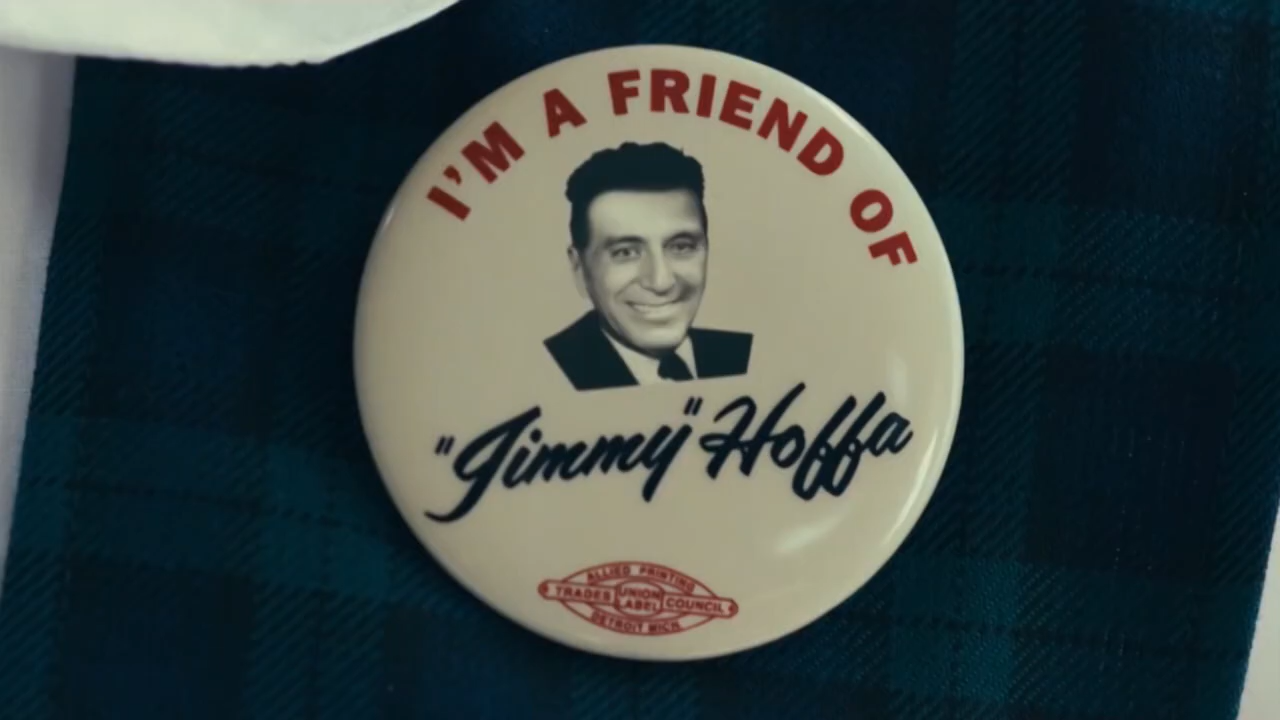 I'M A FRIEND OF
"Jimmy" Hoffa
ALLIED PRINTING
TRADES UNION LABEL COUNCIL
DETROIT MICH.